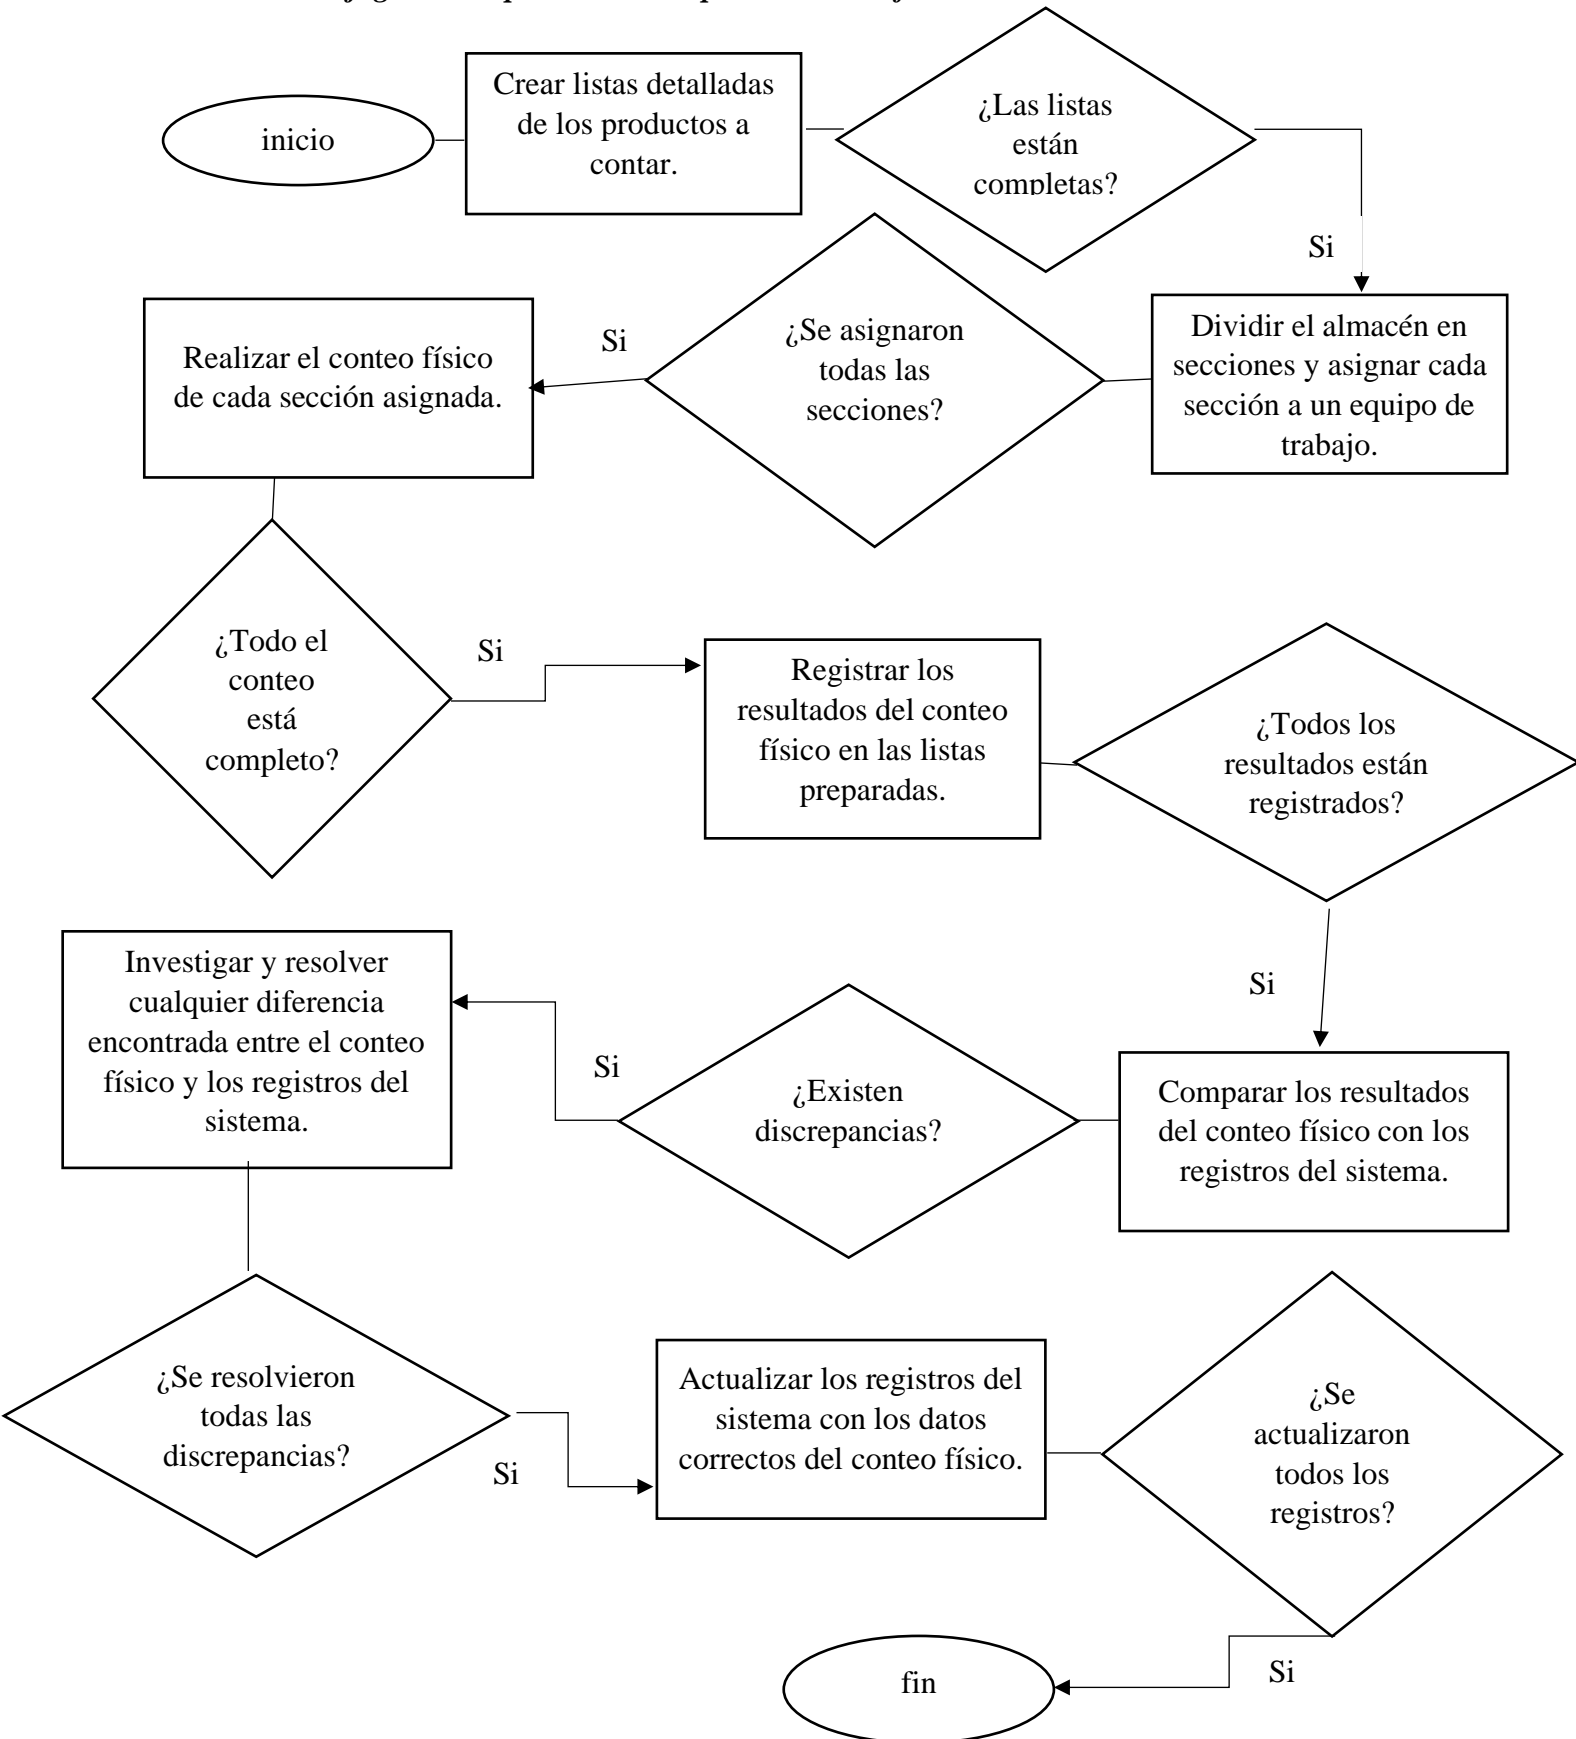 inicio
Crear listas detalladas
de los productos a
contar.
¿Las listas
están
completas?
Si
Dividir el almacén en
secciones y asignar cada
sección a un equipo de
trabajo.
¿Se asignaron
todas las
secciones?
Si
Realizar el conteo físico
de cada sección asignada.
¿Todo el
conteo
está
completo?
Si
Registrar los
resultados del conteo
físico en las listas
preparadas.
¿Todos los
resultados están
registrados?
Si
Comparar los resultados
del conteo físico con los
registros del sistema.
¿Existen
discrepancias?
Si
Investigar y resolver
cualquier diferencia
encontrada entre el conteo
físico y los registros del
sistema.
¿Se resolvieron
todas las
discrepancias?
Si
Actualizar los registros del
sistema con los datos
correctos del conteo físico.
¿Se
actualizaron
todos los
registros?
Si
fin